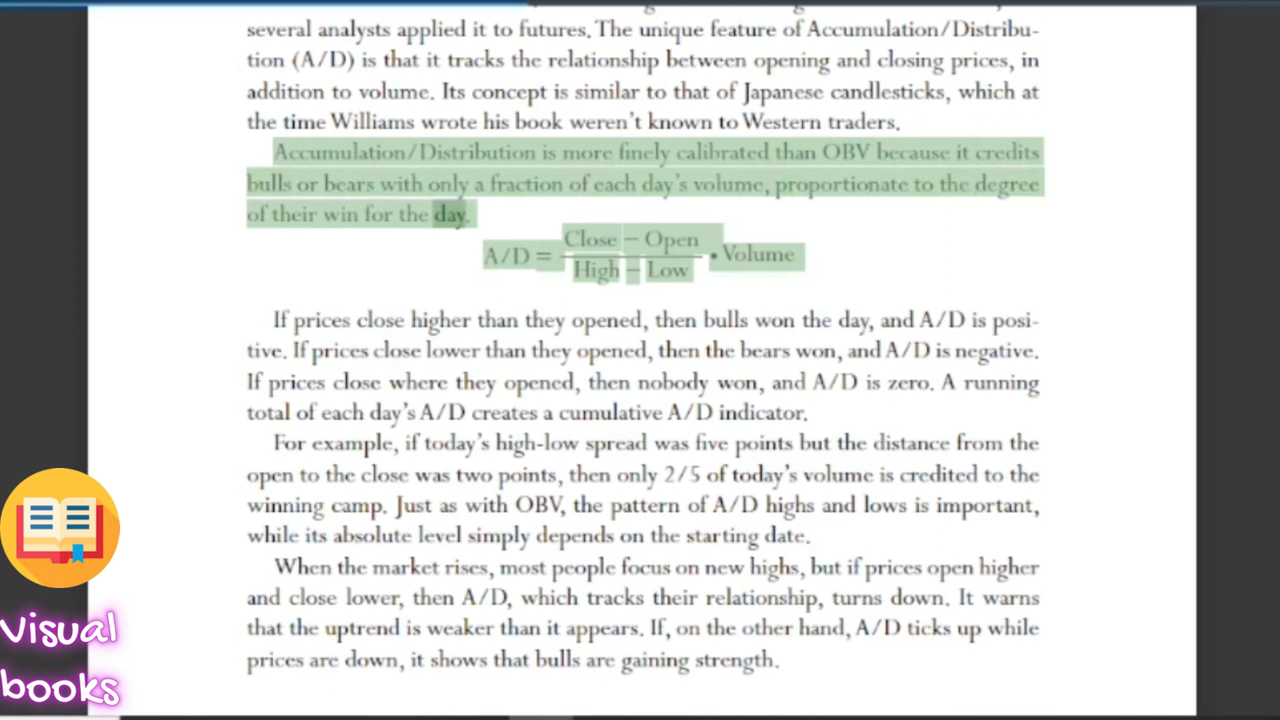 several analysts applied it to futures. The unique feature of Accumulation/Distribu-
tion (A/D) is that it tracks the relationship between opening and closing prices, in
addition to volume. Its concept is similar to that of Japanese candlesticks, which at
the time Williams wrote his book weren't known to Western traders.
Accumulation/Distribution is more finely calibrated than OBV because it credits
bulls or bears with only a fraction of each day's volume, proportionate to the degree
of their win for the day.
Close − Open
A/D = • Volume
High − Low
If prices close higher than they opened, then bulls won the day, and A/D is posi-
tive. If prices close lower than they opened, then the bears won, and A/D is negative.
If prices close where they opened, then nobody won, and A/D is zero. A running
total of each day's A/D creates a cumulative A/D indicator.
For example, if today's high-low spread was five points but the distance from the
open to the close was two points, then only 2/5 of today's volume is credited to the
winning camp. Just as with OBV, the pattern of A/D highs and lows is important,
while its absolute level simply depends on the starting date.
When the market rises, most people focus on new highs, but if prices open higher
and close lower, then A/D, which tracks their relationship, turns down. It warns
that the uptrend is weaker than it appears. If, on the other hand, A/D ticks up while
prices are down, it shows that bulls are gaining strength.
Visual
books